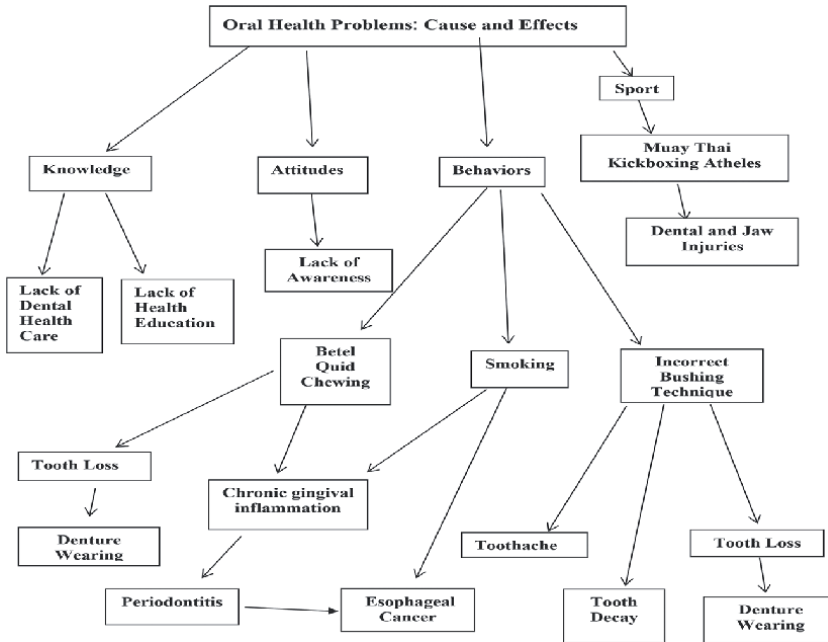 Oral Health Problems: Cause and Effects
Sport
Muay Thai
Kickboxing Atheles
Knowledge
Attitudes
Behaviors
Dental and Jaw
Injuries
Lack of
Dental
Health
Care
Lack of
Health
Education
Lack of
Awareness
Betel
Quid
Chewing
Smoking
Incorrect
Bushing
Technique
Tooth Loss
Chronic gingival
inflammation
Denture
Wearing
Toothache
Tooth Loss
Periodontitis
Esophageal
Cancer
Tooth
Decay
Denture
Wearing